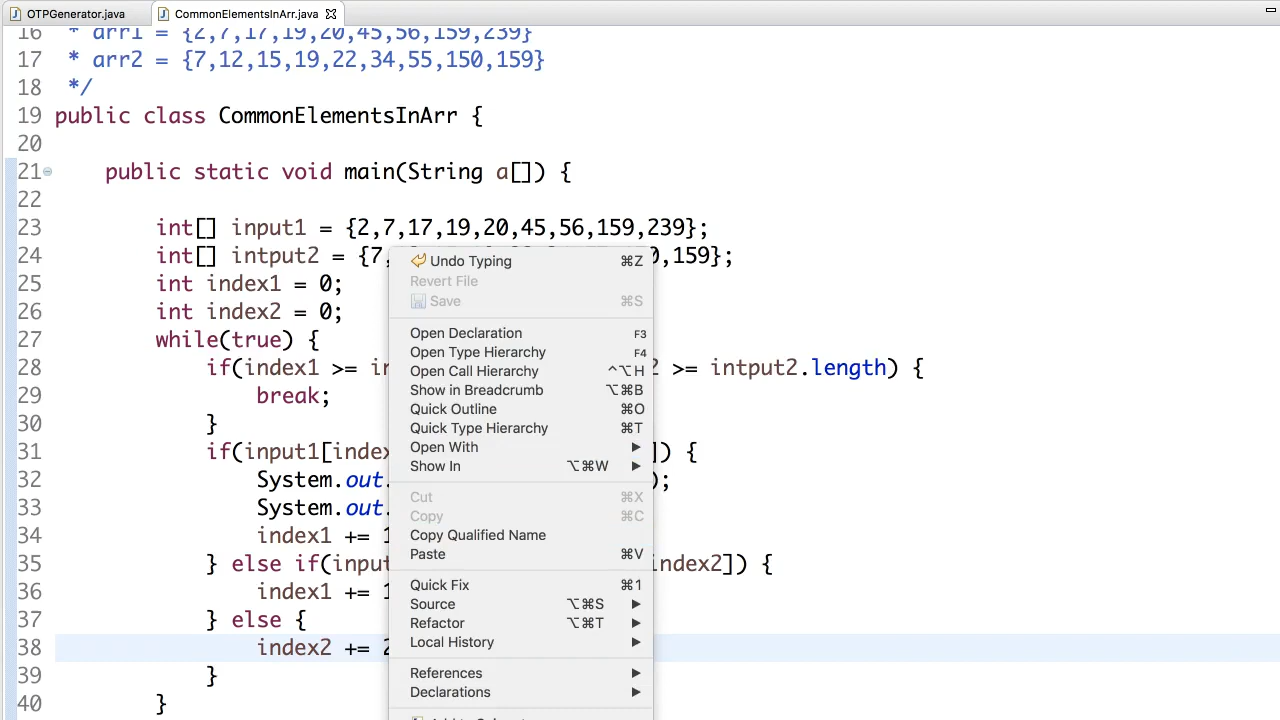 OTPGenerator.java
CommonElementsInArr.java
16 * arr1 = {2,7,17,19,20,45,56,159,239}
17 * arr2 = {7,12,15,19,22,34,55,150,159}
18 */
19 public class CommonElementsInArr {
20
21 public static void main(String a[]) {
22
23 int[] input1 = {2,7,17,19,20,45,56,159,239};
24 int[] intput2 = {7, ,159};
25 int index1 = 0;
26 int index2 = 0;
27 while(true) {
28 if(index1 >= in 2 >= intput2.length) {
29 break;
30 }
31 if(input1[index ]) {
32 System.out. );
33 System.out.
34 index1 += 1
35 } else if(input ndex2]) {
36 index1 += 1
37 } else {
38 index2 += 2
39 }
40 }
Undo Typing ⌘Z
Revert File
Save ⌘S
Open Declaration F3
Open Type Hierarchy F4
Open Call Hierarchy ^⌥H
Show in Breadcrumb ⌥⌘B
Quick Outline ⌘O
Quick Type Hierarchy ⌘T
Open With
Show In ⌥⌘W
Cut ⌘X
Copy ⌘C
Copy Qualified Name
Paste ⌘V
Quick Fix ⌘1
Source ⌥⌘S
Refactor ⌥⌘T
Local History
References
Declarations